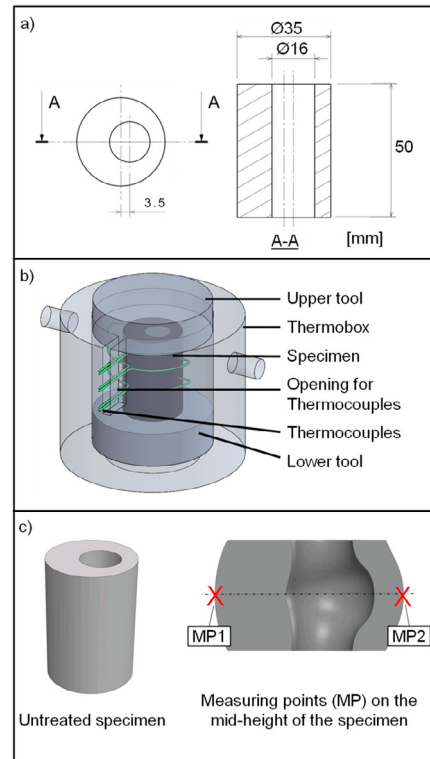 a)
A
A
3.5
Ø35
Ø16
50
A-A
[mm]
b)
Upper tool
Thermobox
Specimen
Opening for
Thermocouples
Thermocouples
Lower tool
c)
MP1
MP2
Untreated specimen
Measuring points (MP) on the
mid-height of the specimen